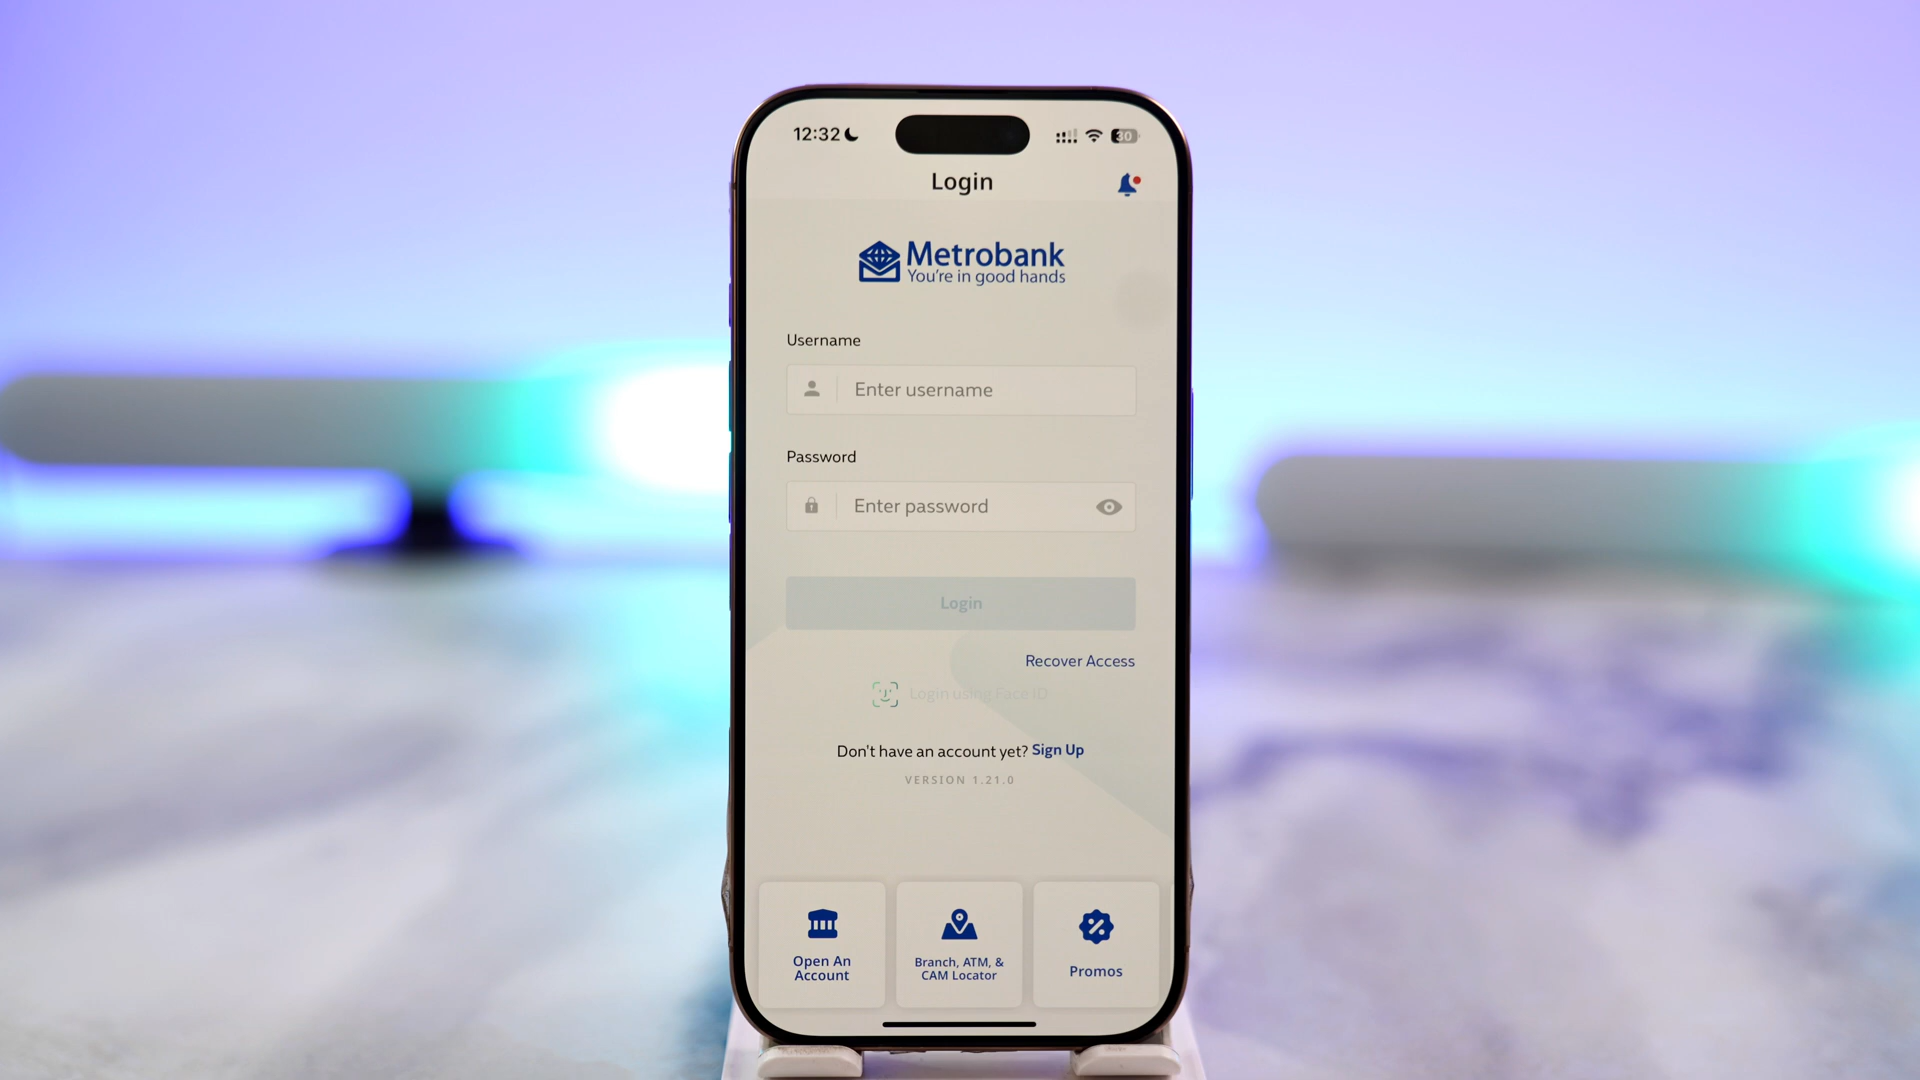 12:32
30
Login
Metrobank
You're in good hands
Username
Enter username
Password
Enter password
Login
Recover Access
Login using Face ID
Don't have an account yet? Sign Up
VERSION 1.21.0
Open An
Account
Branch, ATM, &
CAM Locator
Promos